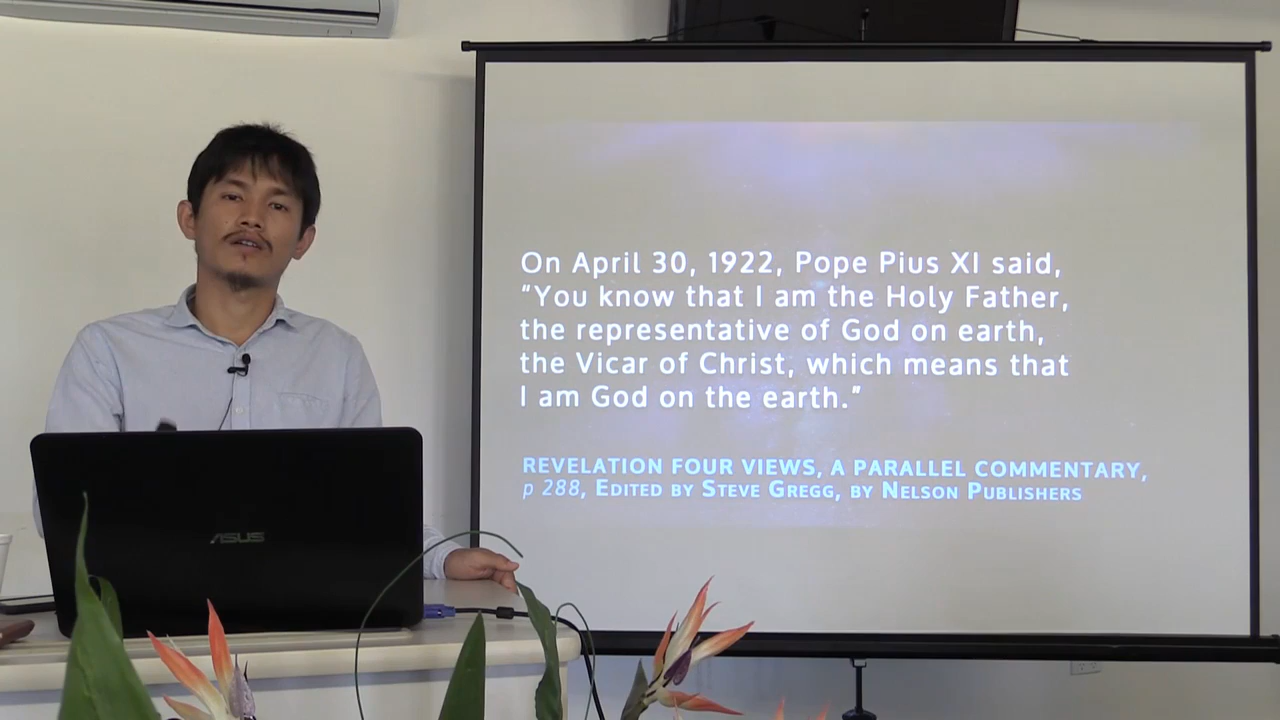 On April 30, 1922, Pope Pius XI said,
"You know that I am the Holy Father,
the representative of God on earth,
the Vicar of Christ, which means that
I am God on the earth."
REVELATION FOUR VIEWS, A PARALLEL COMMENTARY,
p 288, EDITED BY STEVE GREGG, BY NELSON PUBLISHERS
ASUS